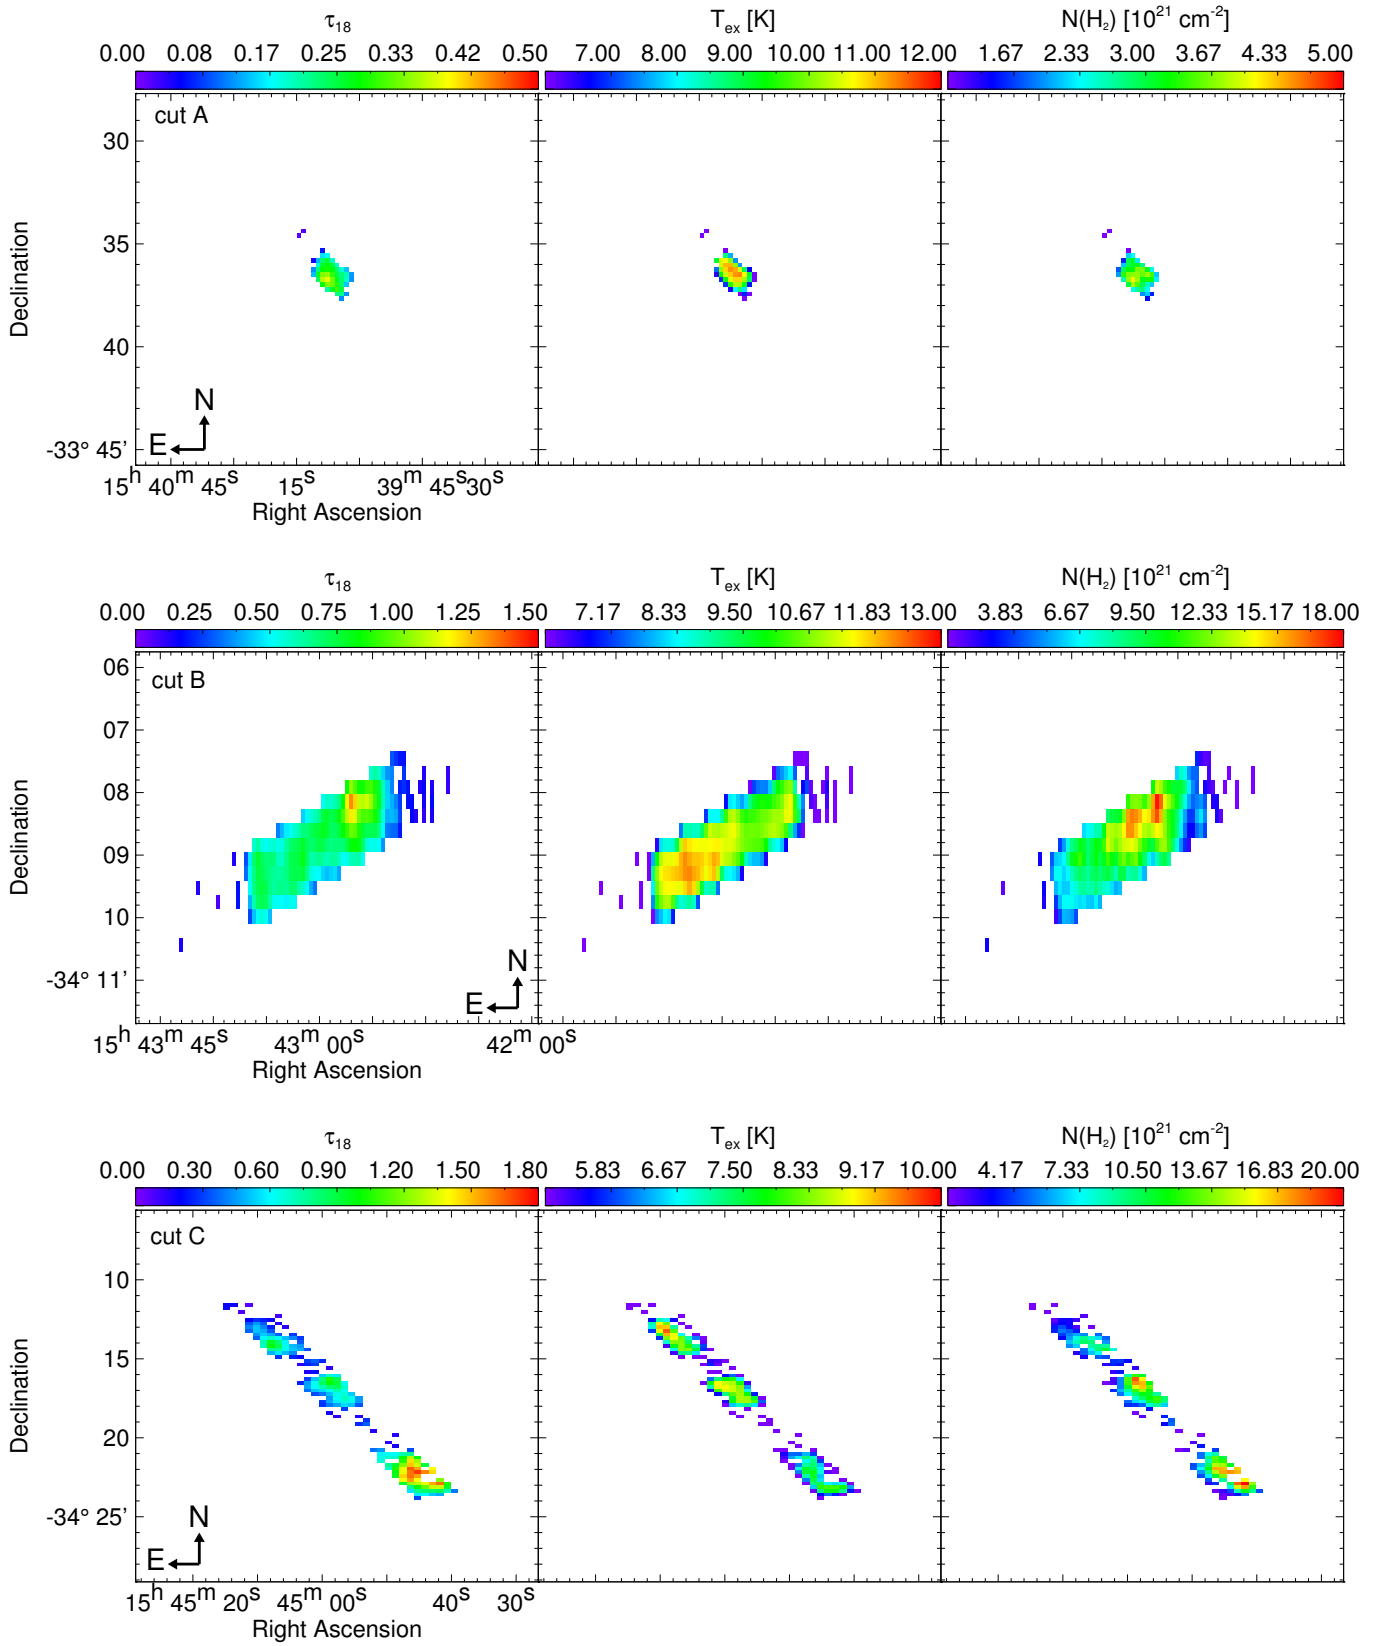 τ₁₈ Tₑₓ [K] N(H₂) [10²¹ cm⁻²]
0.00 0.08 0.17 0.25 0.33 0.42 0.50 7.00 8.00 9.00 10.00 11.00 12.00 1.67 2.33 3.00 3.67 4.33 5.00
cut A
30
35
40
-33° 45'
Declination
N
E
15ʰ 40ᵐ 45ˢ 15ˢ 39ᵐ 45ˢ30ˢ
Right Ascension
τ₁₈ Tₑₓ [K] N(H₂) [10²¹ cm⁻²]
0.00 0.25 0.50 0.75 1.00 1.25 1.50 7.17 8.33 9.50 10.67 11.83 13.00 3.83 6.67 9.50 12.33 15.17 18.00
cut B
06
07
08
09
10
-34° 11'
Declination
N
E
15ʰ 43ᵐ 45ˢ 43ᵐ 00ˢ 42ᵐ 00ˢ
Right Ascension
τ₁₈ Tₑₓ [K] N(H₂) [10²¹ cm⁻²]
0.00 0.30 0.60 0.90 1.20 1.50 1.80 5.83 6.67 7.50 8.33 9.17 10.00 4.17 7.33 10.50 13.67 16.83 20.00
cut C
10
15
20
-34° 25'
Declination
N
E
15ʰ 45ᵐ 20ˢ 45ᵐ 00ˢ 40ˢ 30ˢ
Right Ascension